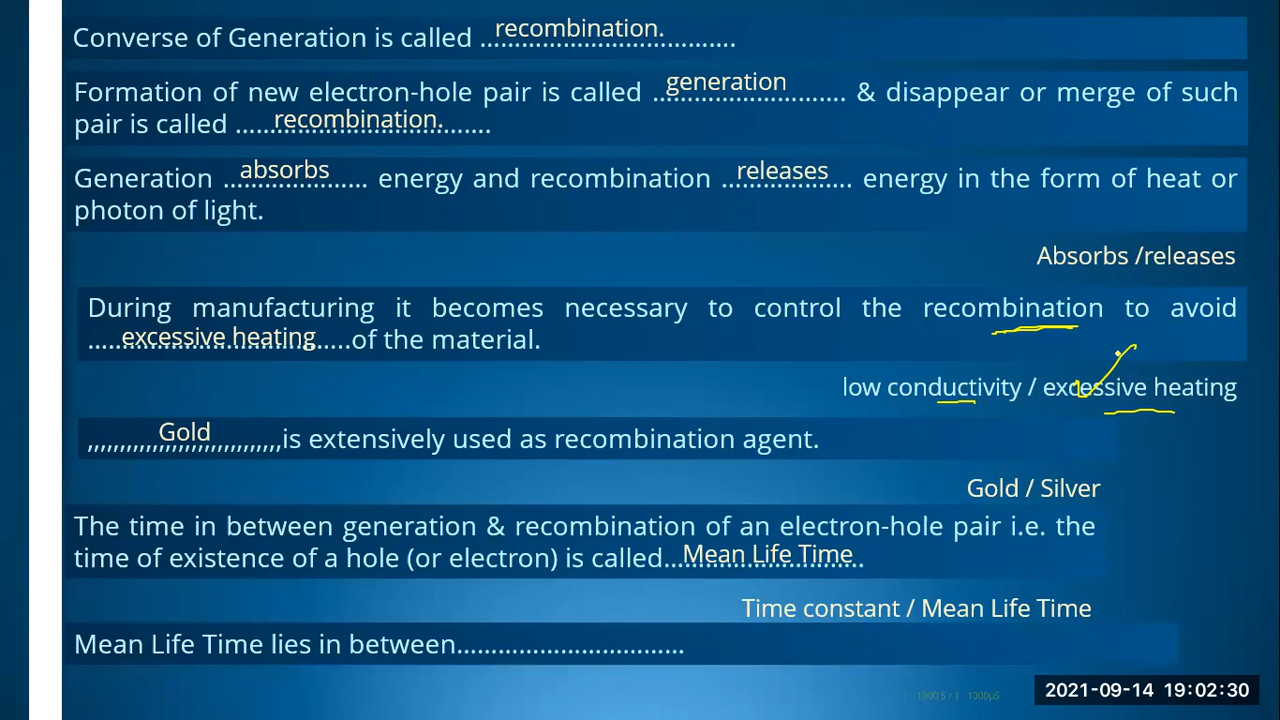 Converse of Generation is called ......recombination.......
Formation of new electron-hole pair is called ...generation...... & disappear or merge of such
pair is called ......recombination.......
Generation ...absorbs...... energy and recombination ...releases... energy in the form of heat or
photon of light.
Absorbs /releases
During manufacturing it becomes necessary to control the recombination to avoid
.....excessive heating.....of the material.
low conductivity / excessive heating
,,,,,,,,,,,Gold,,,,,,,,,,,is extensively used as recombination agent.
Gold / Silver
The time in between generation & recombination of an electron-hole pair i.e. the
time of existence of a hole (or electron) is called...Mean Life Time..
Time constant / Mean Life Time
Mean Life Time lies in between.................................
2021-09-14 19:02:30